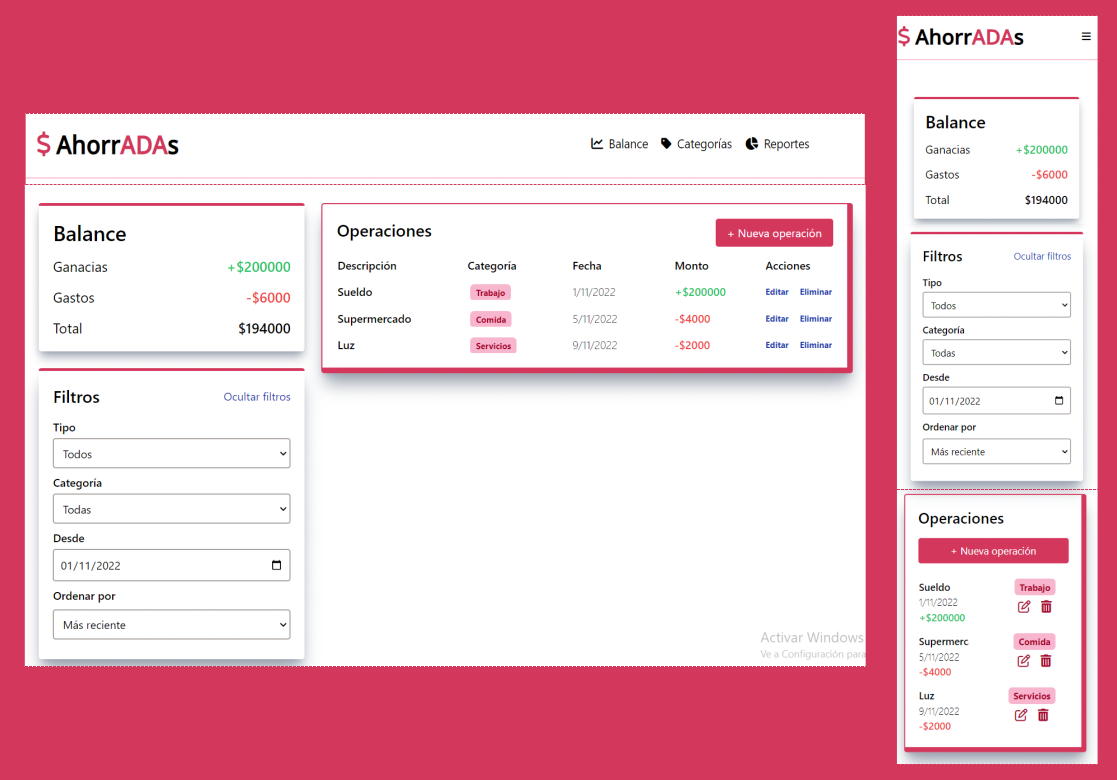 $ AhorrADAs
Balance Categorías Reportes
Balance
Ganacias +$200000
Gastos -$6000
Total $194000
Filtros Ocultar filtros
Tipo
Todos
Categoría
Todas
Desde
01/11/2022
Ordenar por
Más reciente
Operaciones + Nueva operación
Descripción Categoría Fecha Monto Acciones
Sueldo Trabajo 1/11/2022 +$200000 Editar Eliminar
Supermercado Comida 5/11/2022 -$4000 Editar Eliminar
Luz Servicios 9/11/2022 -$2000 Editar Eliminar
Activar Windows
Ve a Configuración para
$ AhorrADAs
Balance
Ganacias +$200000
Gastos -$6000
Total $194000
Filtros Ocultar filtros
Tipo
Todos
Categoría
Todas
Desde
01/11/2022
Ordenar por
Más reciente
Operaciones
+ Nueva operación
Sueldo Trabajo
1/11/2022
+$200000
Supermerc Comida
5/11/2022
-$4000
Luz Servicios
9/11/2022
-$2000